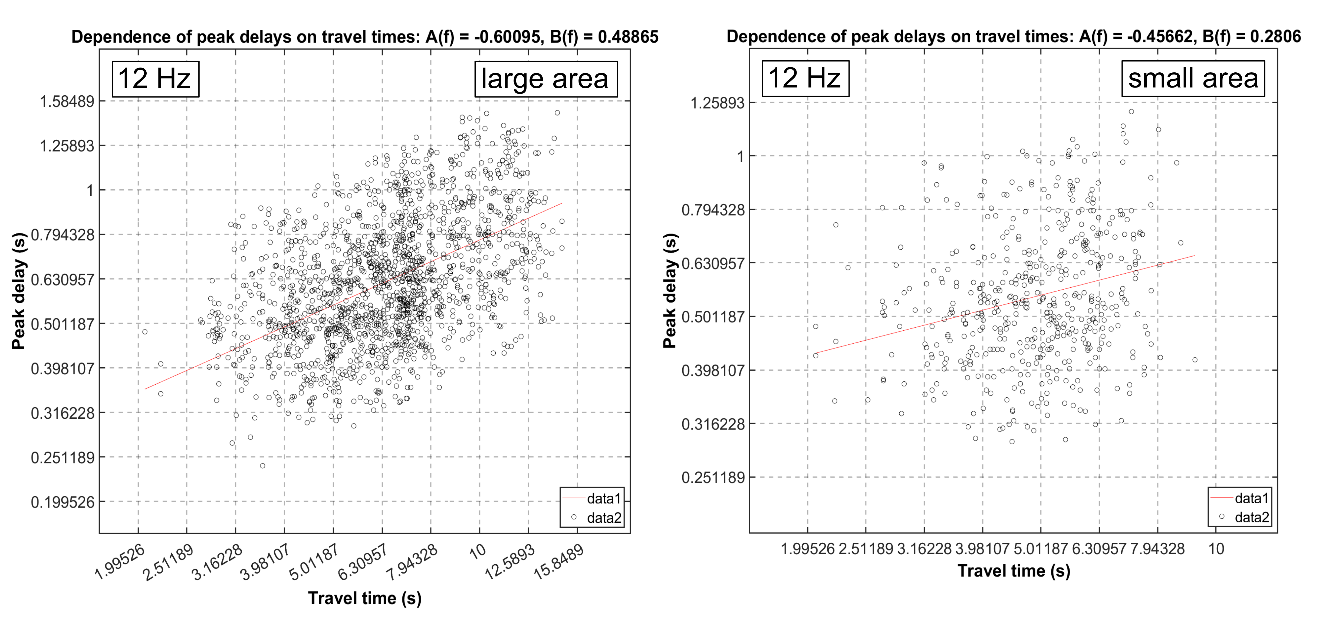 Dependence of peak delays on travel times: A(f) = -0.60095, B(f) = 0.48865
12 Hz
large area
1.58489
1.25893
1
0.794328
0.630957
0.501187
0.398107
0.316228
0.251189
0.199526
Peak delay (s)
data1
data2
1.99526
2.51189
3.16228
3.98107
5.01187
6.30957
7.94328
10
12.5893
15.8489
Travel time (s)
Dependence of peak delays on travel times: A(f) = -0.45662, B(f) = 0.2806
12 Hz
small area
1.25893
1
0.794328
0.630957
0.501187
0.398107
0.316228
0.251189
Peak delay (s)
data1
data2
1.99526 2.51189 3.16228 3.98107 5.01187 6.30957 7.94328 10
Travel time (s)